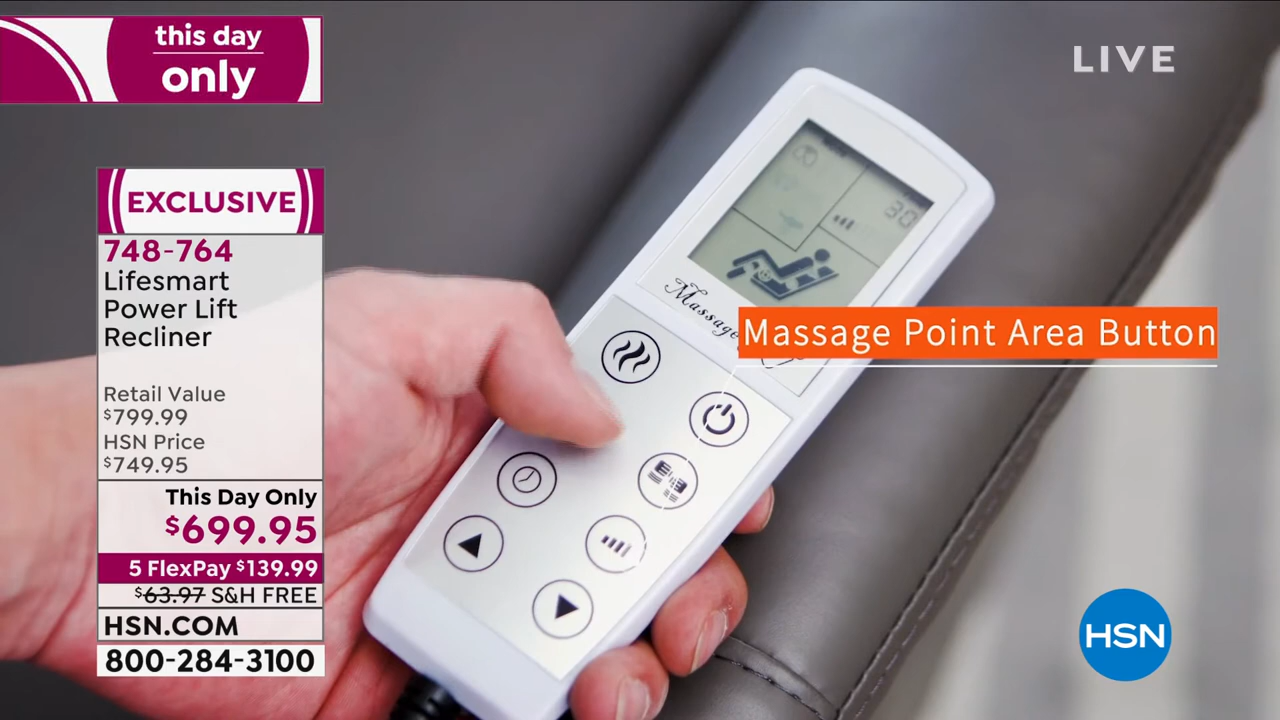 this day
only
LIVE
EXCLUSIVE
748-764
Lifesmart
Power Lift
Recliner
Retail Value
$799.99
HSN Price
$749.95
This Day Only
$699.95
5 FlexPay $139.99
$63.97 S&H FREE
HSN.COM
800-284-3100
30
Massage
Massage Point Area Button
HSN